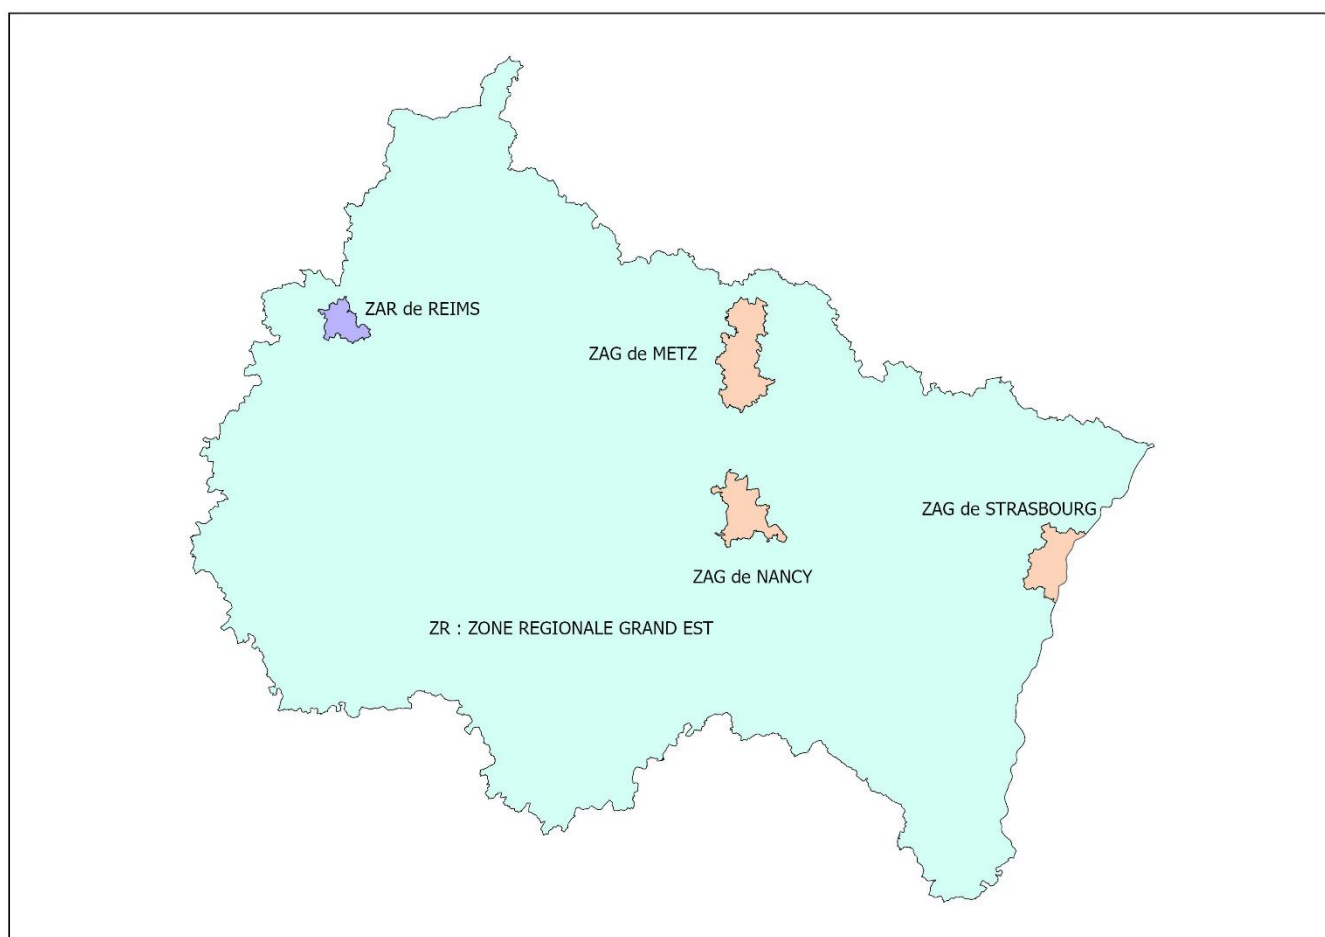 ZAR de REIMS
ZAG de METZ
ZAG de STRASBOURG
ZAG de NANCY
ZR : ZONE REGIONALE GRAND EST